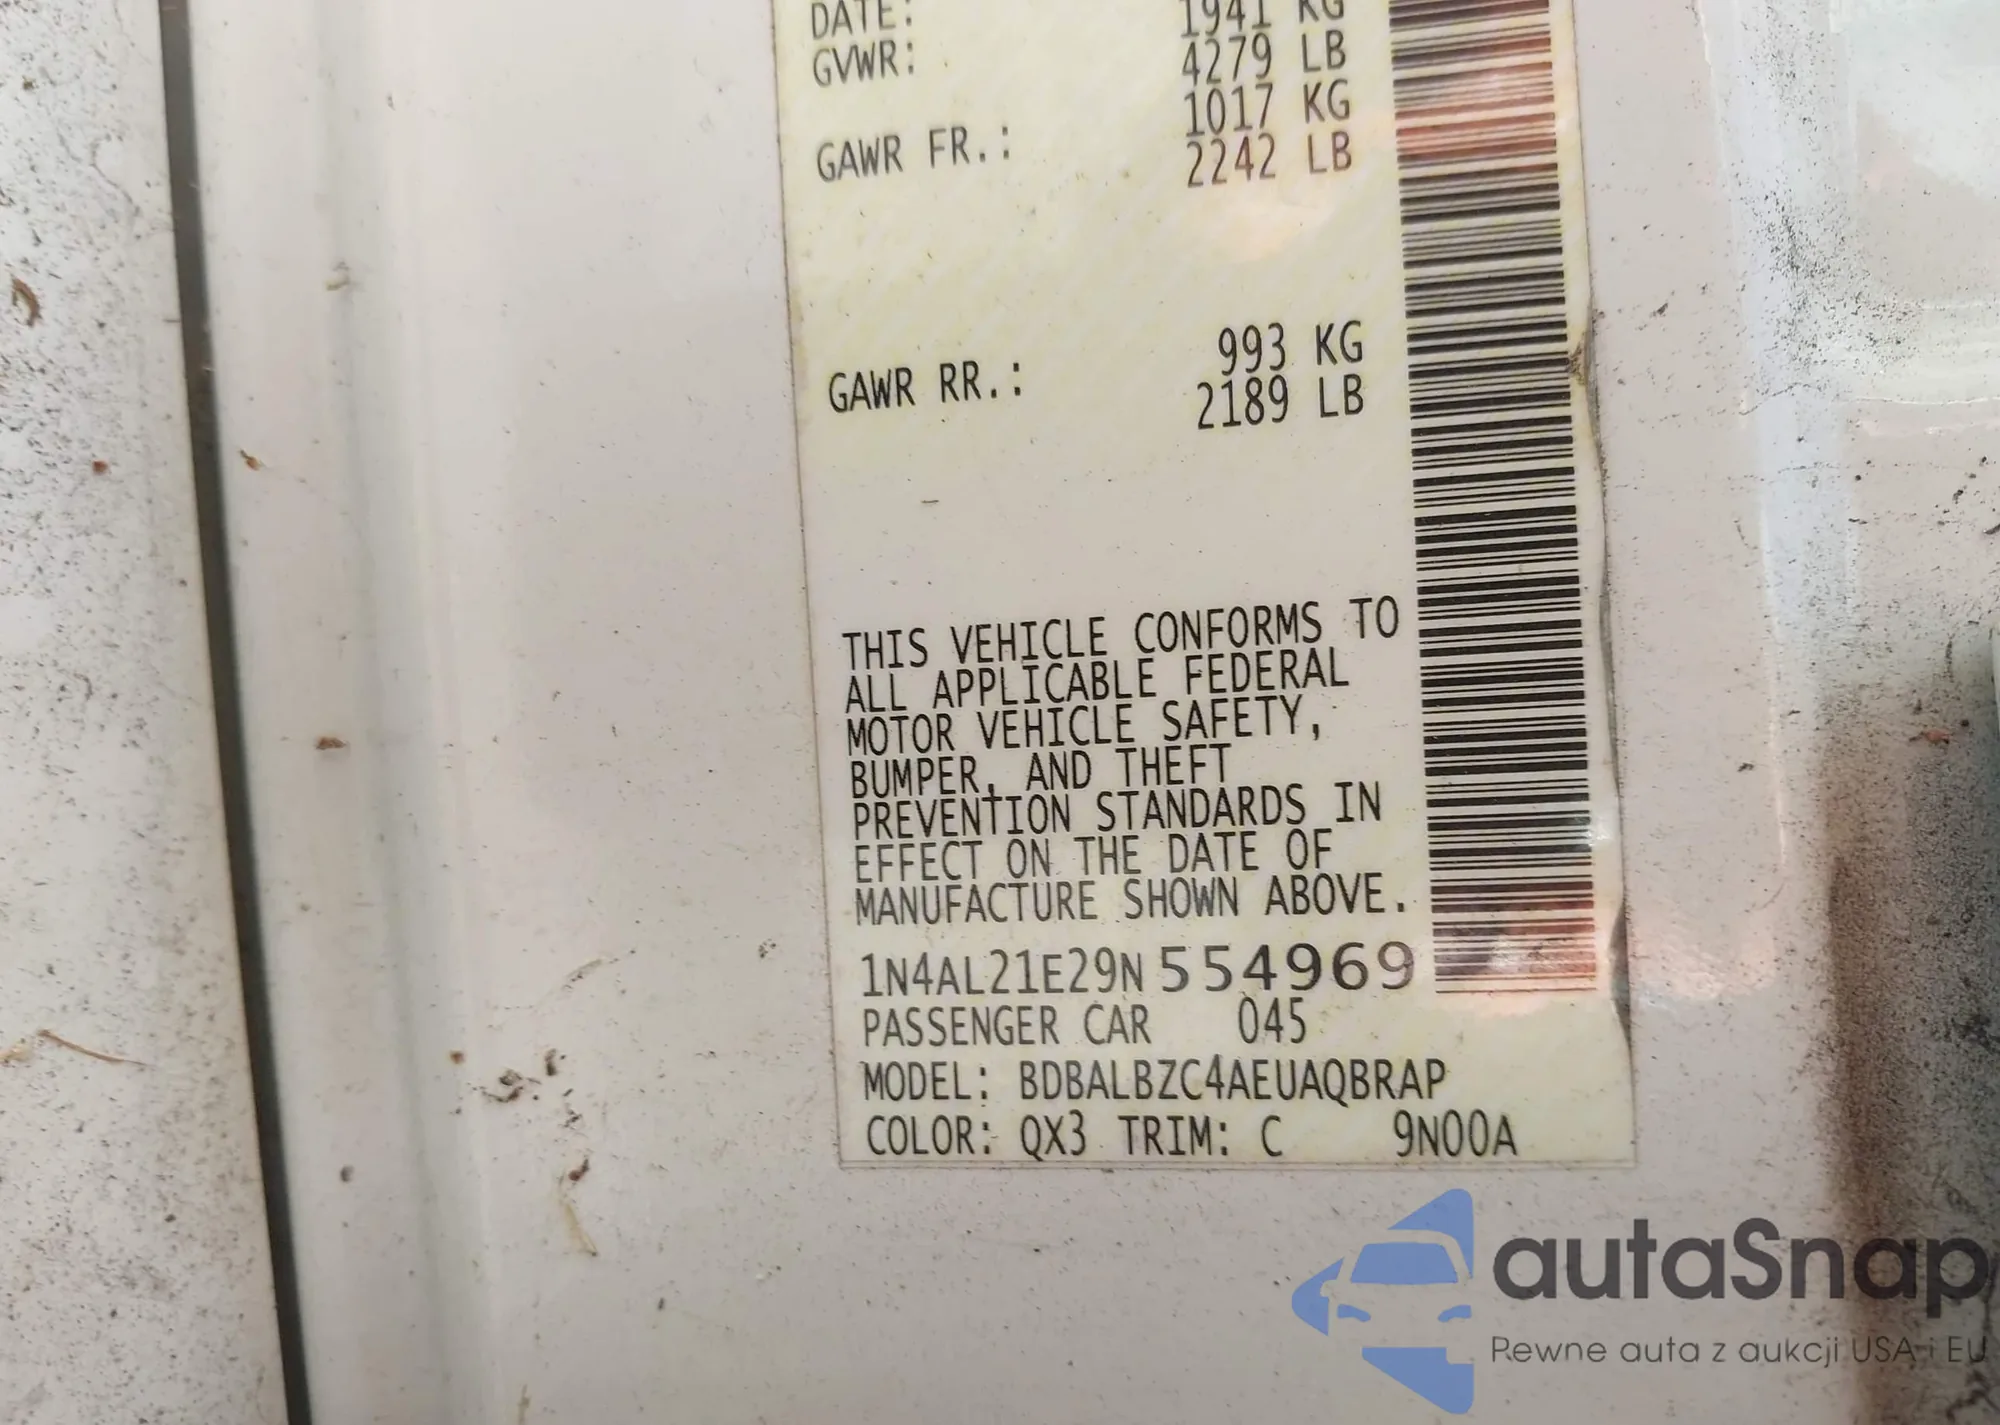 DATE: 1941 KG
GVWR: 4279 LB
1017 KG
GAWR FR.: 2242 LB
993 KG
GAWR RR.: 2189 LB
THIS VEHICLE CONFORMS TO
ALL APPLICABLE FEDERAL
MOTOR VEHICLE SAFETY,
BUMPER, AND THEFT
PREVENTION STANDARDS IN
EFFECT ON THE DATE OF
MANUFACTURE SHOWN ABOVE.
1N4AL21E29N554969
PASSENGER CAR 045
MODEL: BDBALBZC4AEUAQBRAP
COLOR: QX3 TRIM: C 9N00A
autaSnap
Pewne auta z aukcji USA i EU